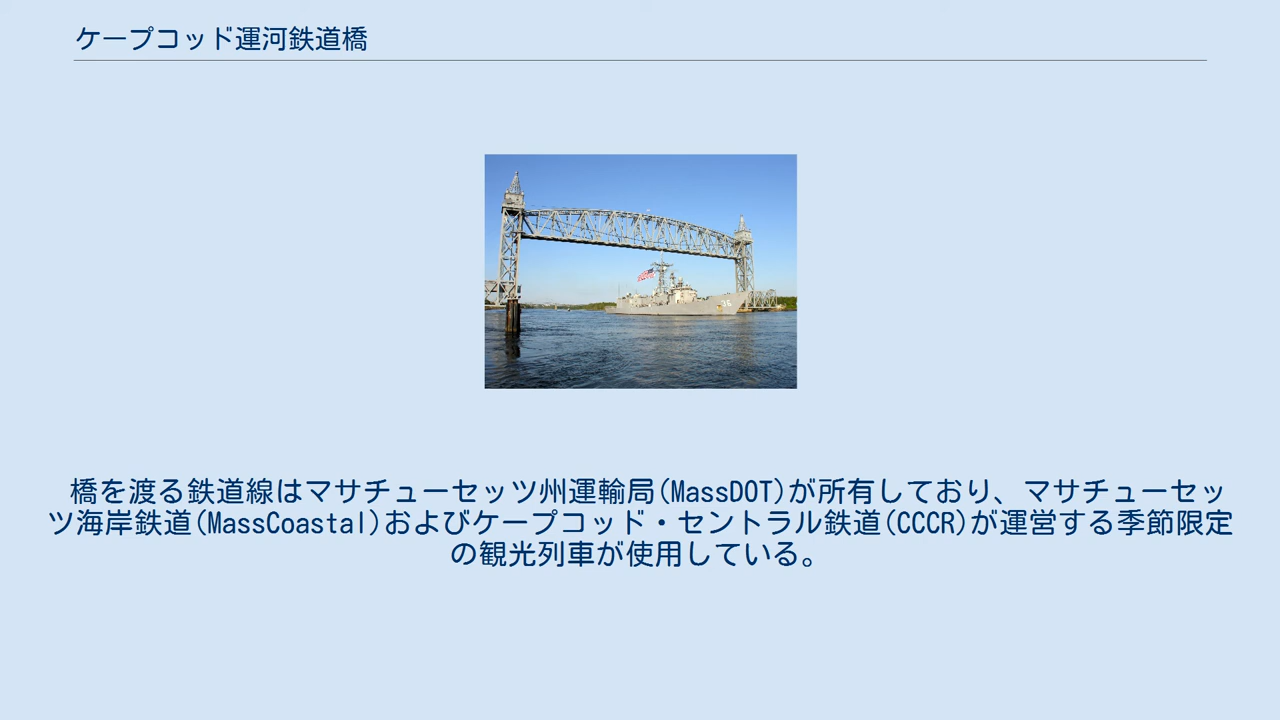 ケープコッド運河鉄道橋
36
橋を渡る鉄道線はマサチューセッツ州運輸局(MassDOT)が所有しており、マサチューセッ
ツ海岸鉄道(MassCoastal)およびケープコッド・セントラル鉄道(CCCR)が運営する季節限定
の観光列車が使用している。